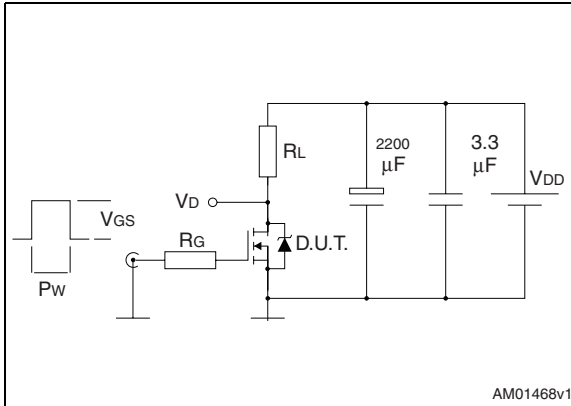 RL
2200
μF
3.3
μF
VDD
VD
VGS
RG
D.U.T.
PW
AM01468v1